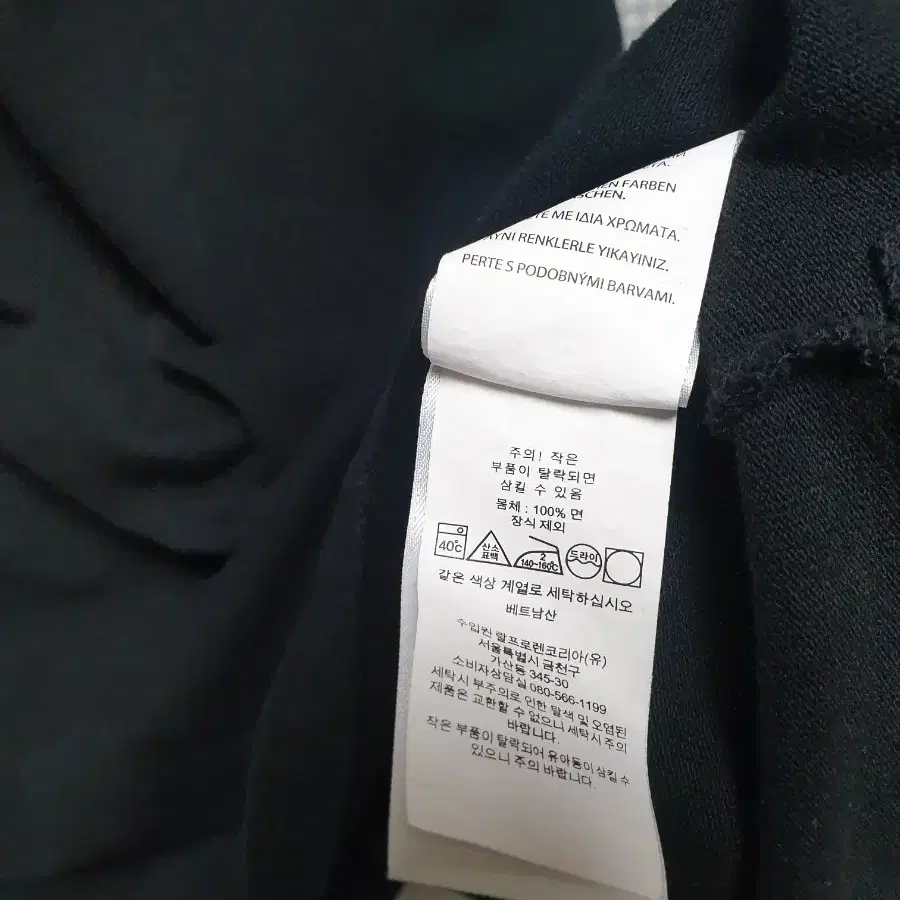 FARBEN
ΜΕ ΙΔΙΑ ΧΡΩΜΑΤΑ.
RENKLERLE YIKAYINIZ.
PERTE S PODOBNÝMI BARVAMI.
주의! 작은
부품이 탈락되면
삼킬 수 있음
몸체 : 100% 면
장식 제외
40℃ 산소 표백 2 140~160℃ 드라이
같은 색상 계열로 세탁하십시오
베트남산
수입원 랄프로렌코리아(유)
서울특별시 금천구
가산동 345-30
소비자상담실 080-566-1199
세탁시 부주의로 인한 탈색 및 오염된
제품은 교환할 수 없으니 세탁시 주의
바랍니다.
작은 부품이 탈락되어 유아동이 삼킬 수
있으니 주의 바랍니다.